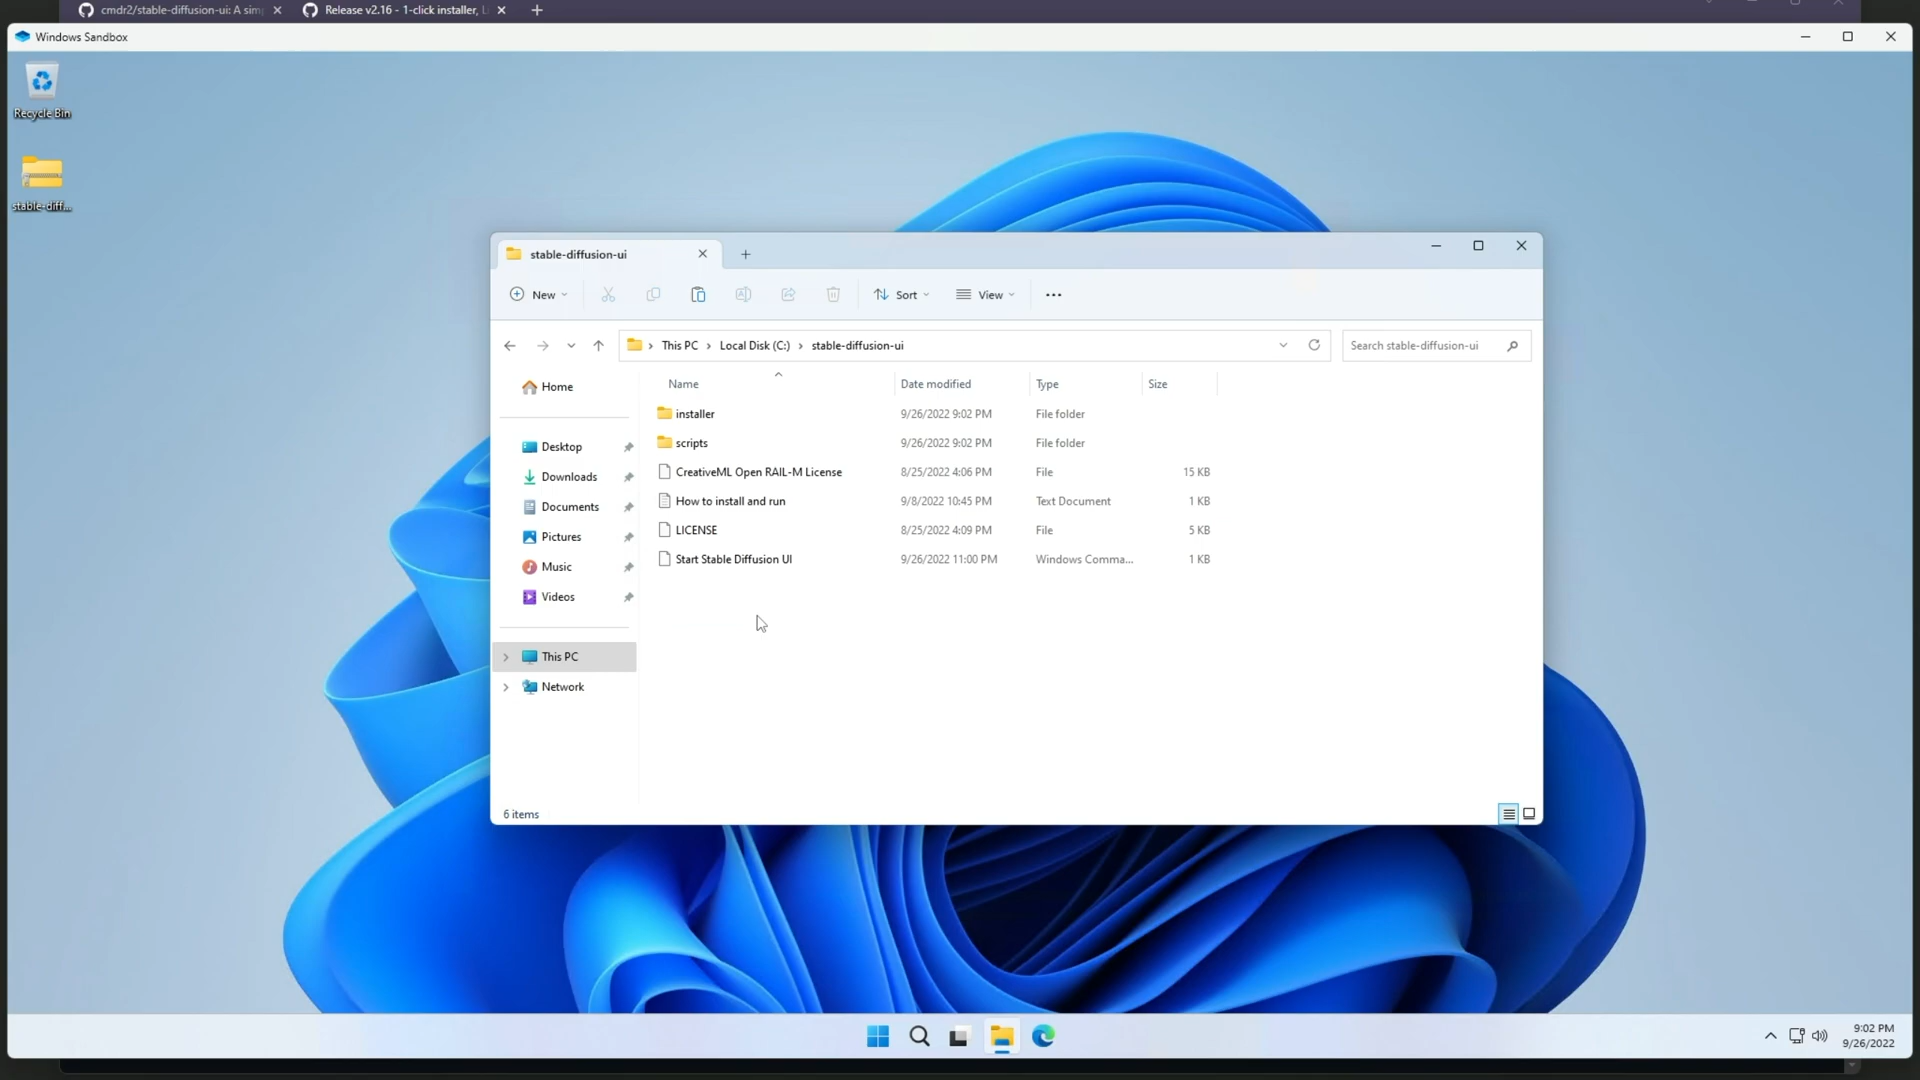 cmdr2/stable-diffusion-ui: A sim
Release v2.16 - 1-click installer, L
Windows Sandbox
Recycle Bin
stable-diff...
stable-diffusion-ui
New
Sort
View
This PC > Local Disk (C:) > stable-diffusion-ui
Search stable-diffusion-ui
Home
Desktop
Downloads
Documents
Pictures
Music
Videos
This PC
Network
Name Date modified Type Size
installer 9/26/2022 9:02 PM File folder
scripts 9/26/2022 9:02 PM File folder
CreativeML Open RAIL-M License 8/25/2022 4:06 PM File 15 KB
How to install and run 9/8/2022 10:45 PM Text Document 1 KB
LICENSE 8/25/2022 4:09 PM File 5 KB
Start Stable Diffusion UI 9/26/2022 11:00 PM Windows Comma... 1 KB
6 items
9:02 PM
9/26/2022